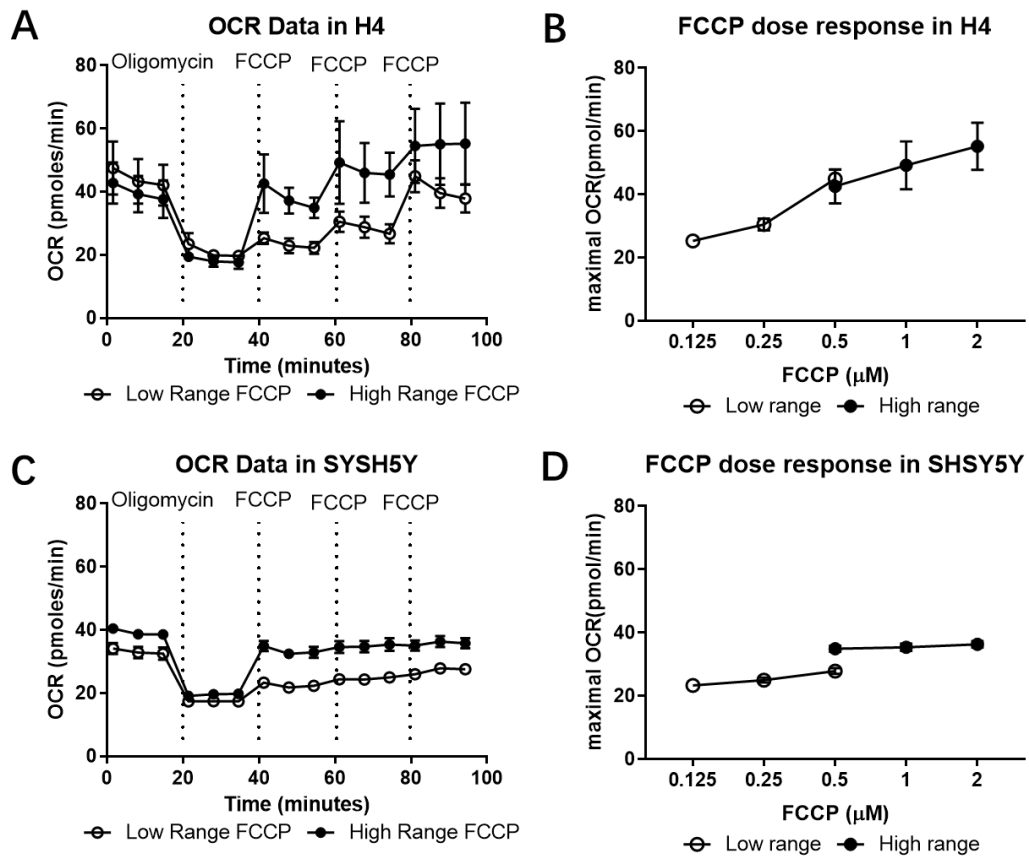 A
OCR Data in H4
Oligomycin FCCP FCCP FCCP
80
60
40
20
0
OCR (pmoles/min)
0 20 40 60 80 100
Time (minutes)
Low Range FCCP High Range FCCP
B
FCCP dose response in H4
80
60
40
20
0
maximal OCR(pmol/min)
0.125 0.25 0.5 1 2
FCCP (μM)
Low range High range
C
OCR Data in SYSH5Y
Oligomycin FCCP FCCP FCCP
80
60
40
20
0
OCR (pmoles/min)
0 20 40 60 80 100
Time (minutes)
Low Range FCCP High Range FCCP
D
FCCP dose response in SHSY5Y
80
60
40
20
0
maximal OCR(pmol/min)
0.125 0.25 0.5 1 2
FCCP (μM)
Low range High range